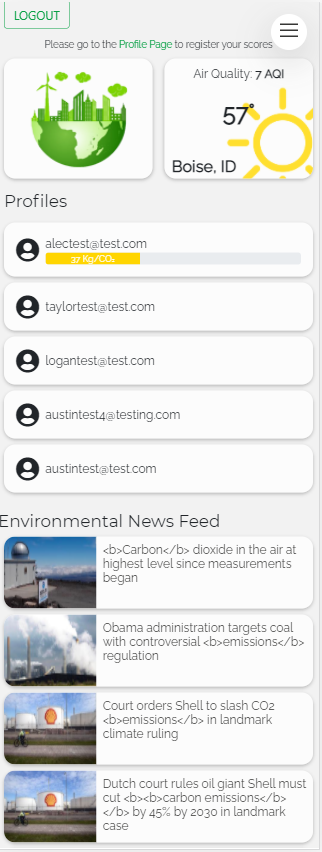 LOGOUT
Please go to the Profile Page to register your scores
Air Quality: 7 AQI
57°
Boise, ID
Profiles
alectest@test.com
37 Kg/CO₂
taylortest@test.com
logantest@test.com
austintest4@testing.com
austintest@test.com
Environmental News Feed
<b>Carbon</b> dioxide in the air at
highest level since measurements
began
Obama administration targets coal
with controversial <b>emissions</b>
regulation
Court orders Shell to slash CO2
<b>emissions</b> in landmark
climate ruling
Dutch court rules oil giant Shell must
cut <b><b>carbon emissions</b>
</b> by 45% by 2030 in landmark
case